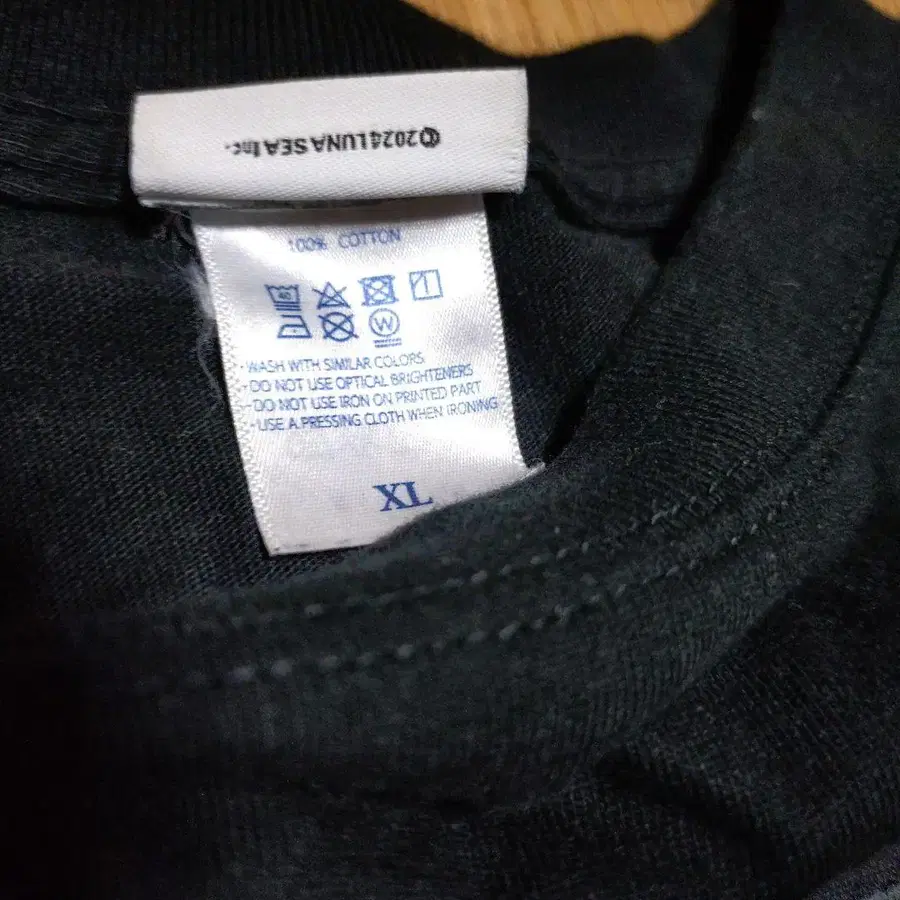 ©2024LUNA SEA Inc.
100% COTTON
40
W
-WASH WITH SIMILAR COLORS
-DO NOT USE OPTICAL BRIGHTENERS
-DO NOT USE IRON ON PRINTED PART
-USE A PRESSING CLOTH WHEN IRONING
XL